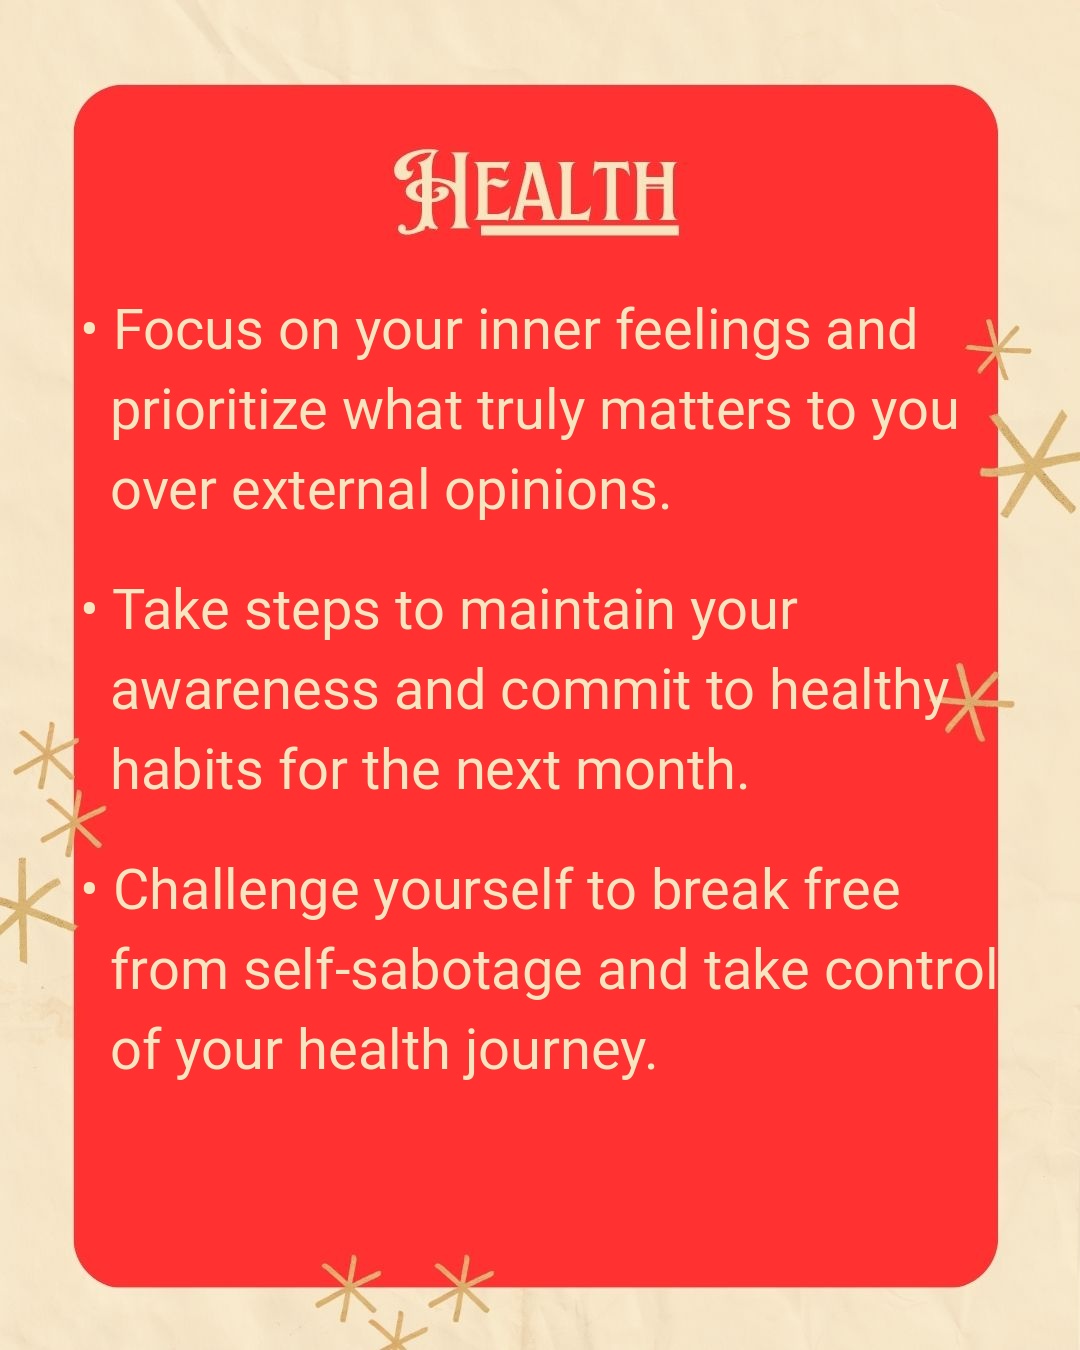 Health
• Focus on your inner feelings and
prioritize what truly matters to you
over external opinions.
• Take steps to maintain your
awareness and commit to healthy
habits for the next month.
• Challenge yourself to break free
from self-sabotage and take control
of your health journey.